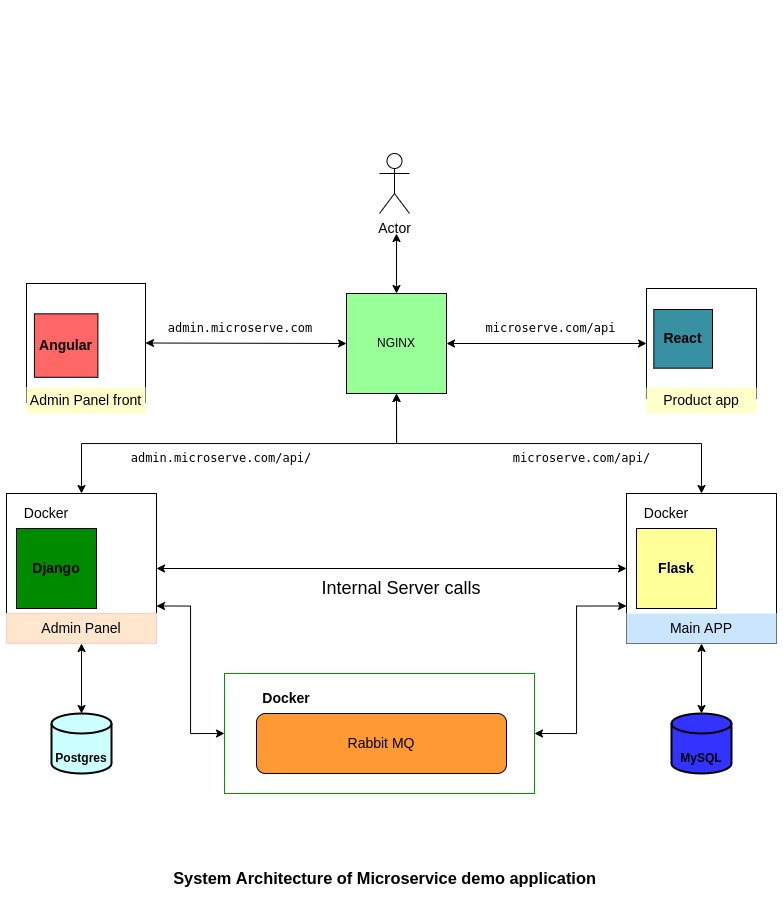 Actor
admin.microserve.com
microserve.com/api
NGINX
Angular
React
Admin Panel front
Product app
admin.microserve.com/api/
microserve.com/api/
Docker
Docker
Django
Flask
Internal Server calls
Admin Panel
Main APP
Docker
Rabbit MQ
Postgres
MySQL
System Architecture of Microservice demo application